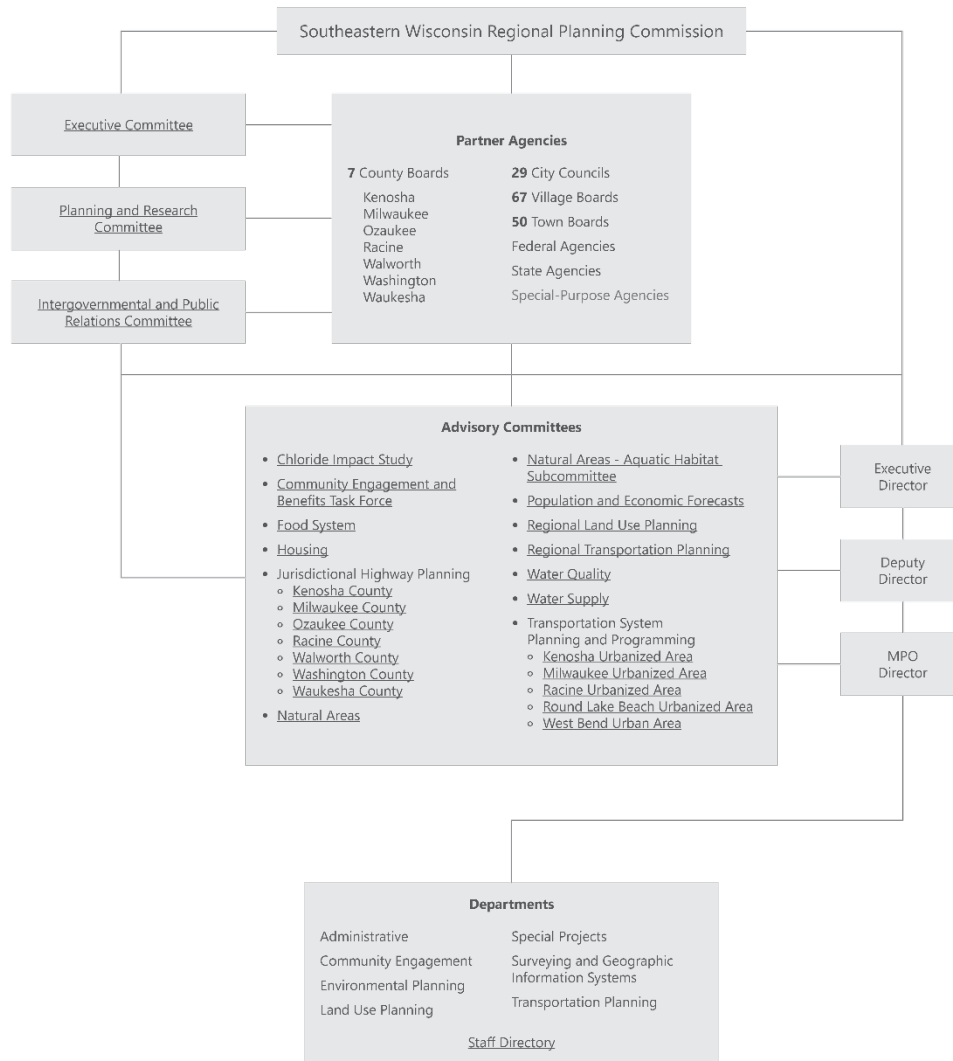 Southeastern Wisconsin Regional Planning Commission
Executive Committee
Planning and Research
Committee
Intergovernmental and Public
Relations Committee
Partner Agencies
7 County Boards
Kenosha
Milwaukee
Ozaukee
Racine
Walworth
Washington
Waukesha
29 City Councils
67 Village Boards
50 Town Boards
Federal Agencies
State Agencies
Special-Purpose Agencies
Advisory Committees
• Chloride Impact Study
• Community Engagement and
Benefits Task Force
• Food System
• Housing
• Jurisdictional Highway Planning
○ Kenosha County
○ Milwaukee County
○ Ozaukee County
○ Racine County
○ Walworth County
○ Washington County
○ Waukesha County
• Natural Areas
• Natural Areas - Aquatic Habitat
Subcommittee
• Population and Economic Forecasts
• Regional Land Use Planning
• Regional Transportation Planning
• Water Quality
• Water Supply
• Transportation System
Planning and Programming
○ Kenosha Urbanized Area
○ Milwaukee Urbanized Area
○ Racine Urbanized Area
○ Round Lake Beach Urbanized Area
○ West Bend Urban Area
Executive
Director
Deputy
Director
MPO
Director
Departments
Administrative
Community Engagement
Environmental Planning
Land Use Planning
Special Projects
Surveying and Geographic
Information Systems
Transportation Planning
Staff Directory